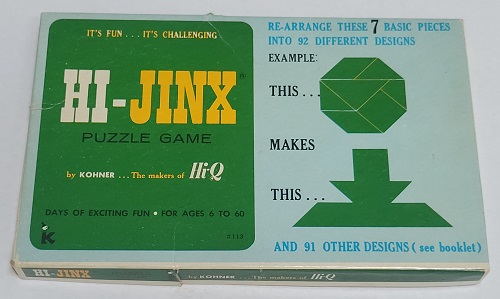 IT'S FUN . . . IT'S CHALLENGING
HI-JINX®
PUZZLE GAME
by KOHNER . . . The makers of Hi-Q
DAYS OF EXCITING FUN • FOR AGES 6 TO 60
K
#113
RE-ARRANGE THESE 7 BASIC PIECES
INTO 92 DIFFERENT DESIGNS
EXAMPLE:
THIS . . .
MAKES
THIS . . .
AND 91 OTHER DESIGNS ( see booklet)
HI-JINX by KOHNER . . . The makers of Hi-Q